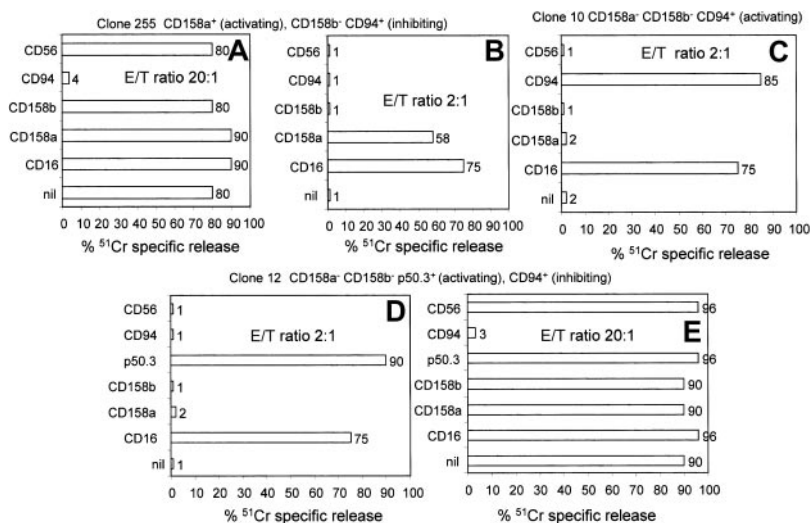 Clone 255 CD158a⁺ (activating), CD158b⁻ CD94⁺ (inhibiting)
A
E/T ratio 20:1
CD56 80
CD94 4
CD158b 80
CD158a 90
CD16 90
nil 80
0 10 20 30 40 50 60 70 80 90 100
% ⁵¹Cr specific release
B
E/T ratio 2:1
CD56 1
CD94 1
CD158b 1
CD158a 58
CD16 75
nil 1
0 10 20 30 40 50 60 70 80 90 100
% ⁵¹Cr specific release
Clone 10 CD158a⁻ CD158b⁻ CD94⁺ (activating)
C
E/T ratio 2:1
CD56 1
CD94 85
CD158b 1
CD158a 2
CD16 75
nil 2
0 10 20 30 40 50 60 70 80 90 100
% ⁵¹Cr specific release
Clone 12 CD158a⁻ CD158b⁻ p50.3⁺ (activating), CD94⁺ (inhibiting)
D
E/T ratio 2:1
CD56 1
CD94 1
p50.3 90
CD158b 1
CD158a 2
CD16 75
nil 1
0 10 20 30 40 50 60 70 80 90 100
% ⁵¹Cr specific release
E
E/T ratio 20:1
CD56 96
CD94 3
p50.3 96
CD158b 90
CD158a 90
CD16 96
nil 90
0 10 20 30 40 50 60 70 80 90 100
% ⁵¹Cr specific release